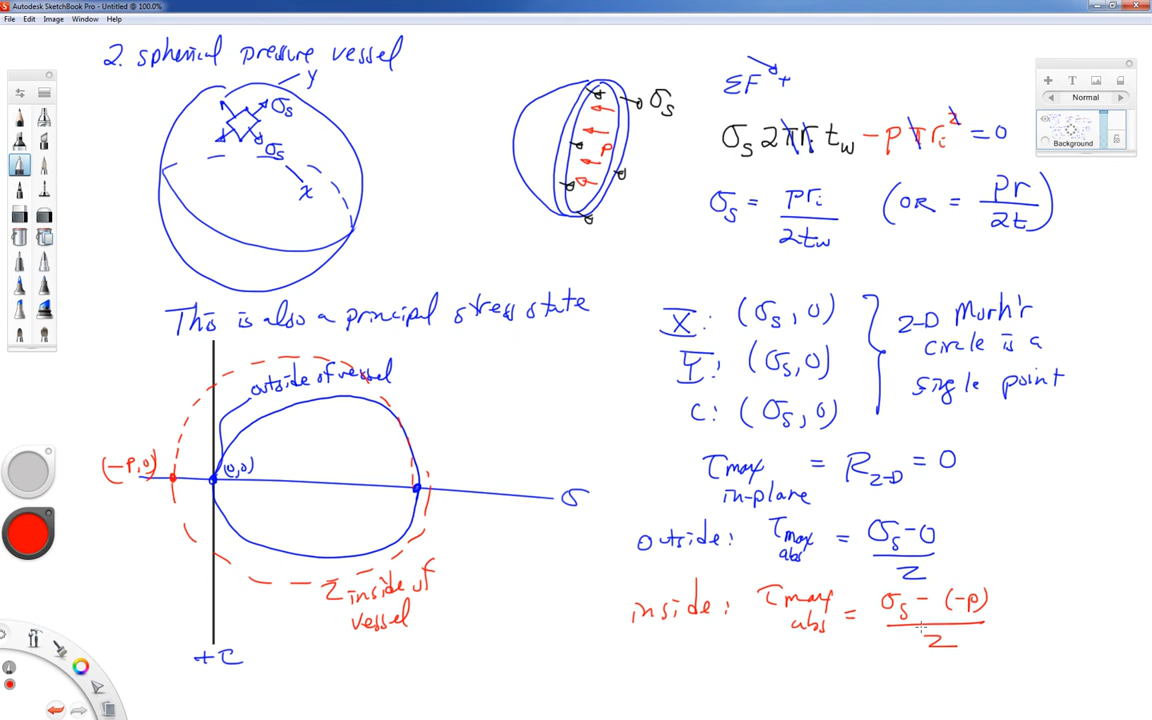 Autodesk SketchBook Pro - Untitled @ 100.0%
File Edit Image Window Help
Normal
Background
2. spherical pressure vessel
y
σs
σs
x
σs
P
ΣF +
σs 2πri tw - pπri² = 0
σs = pri / 2tw (OR = pr / 2t)
This is also a principal stress state
X: (σs, 0)
Y: (σs, 0)
C: (σs, 0)
2-D Morh'r
circle is a
single point
τmax in-plane = R2-D = 0
outside: τmax abs = σs - 0 / 2
inside: τmax abs = σs - (-p) / 2
outside of vessel
(-P, 0)
(0,0)
σ
inside of
vessel
+τ